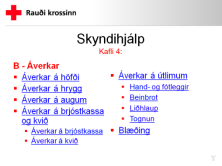 Rauði krossinn
Skyndihjálp
Kafli 4:
B - Áverkar
Áverkar á höfði
Áverkar á hrygg
Áverkar á augum
Áverkar á brjóstkassa
og kvið
Áverkar á brjóstkassa
Áverkar á kvið
Áverkar á útlimum
Hand- og fótleggir
Beinbrot
Liðhlaup
Tognun
Blæðing